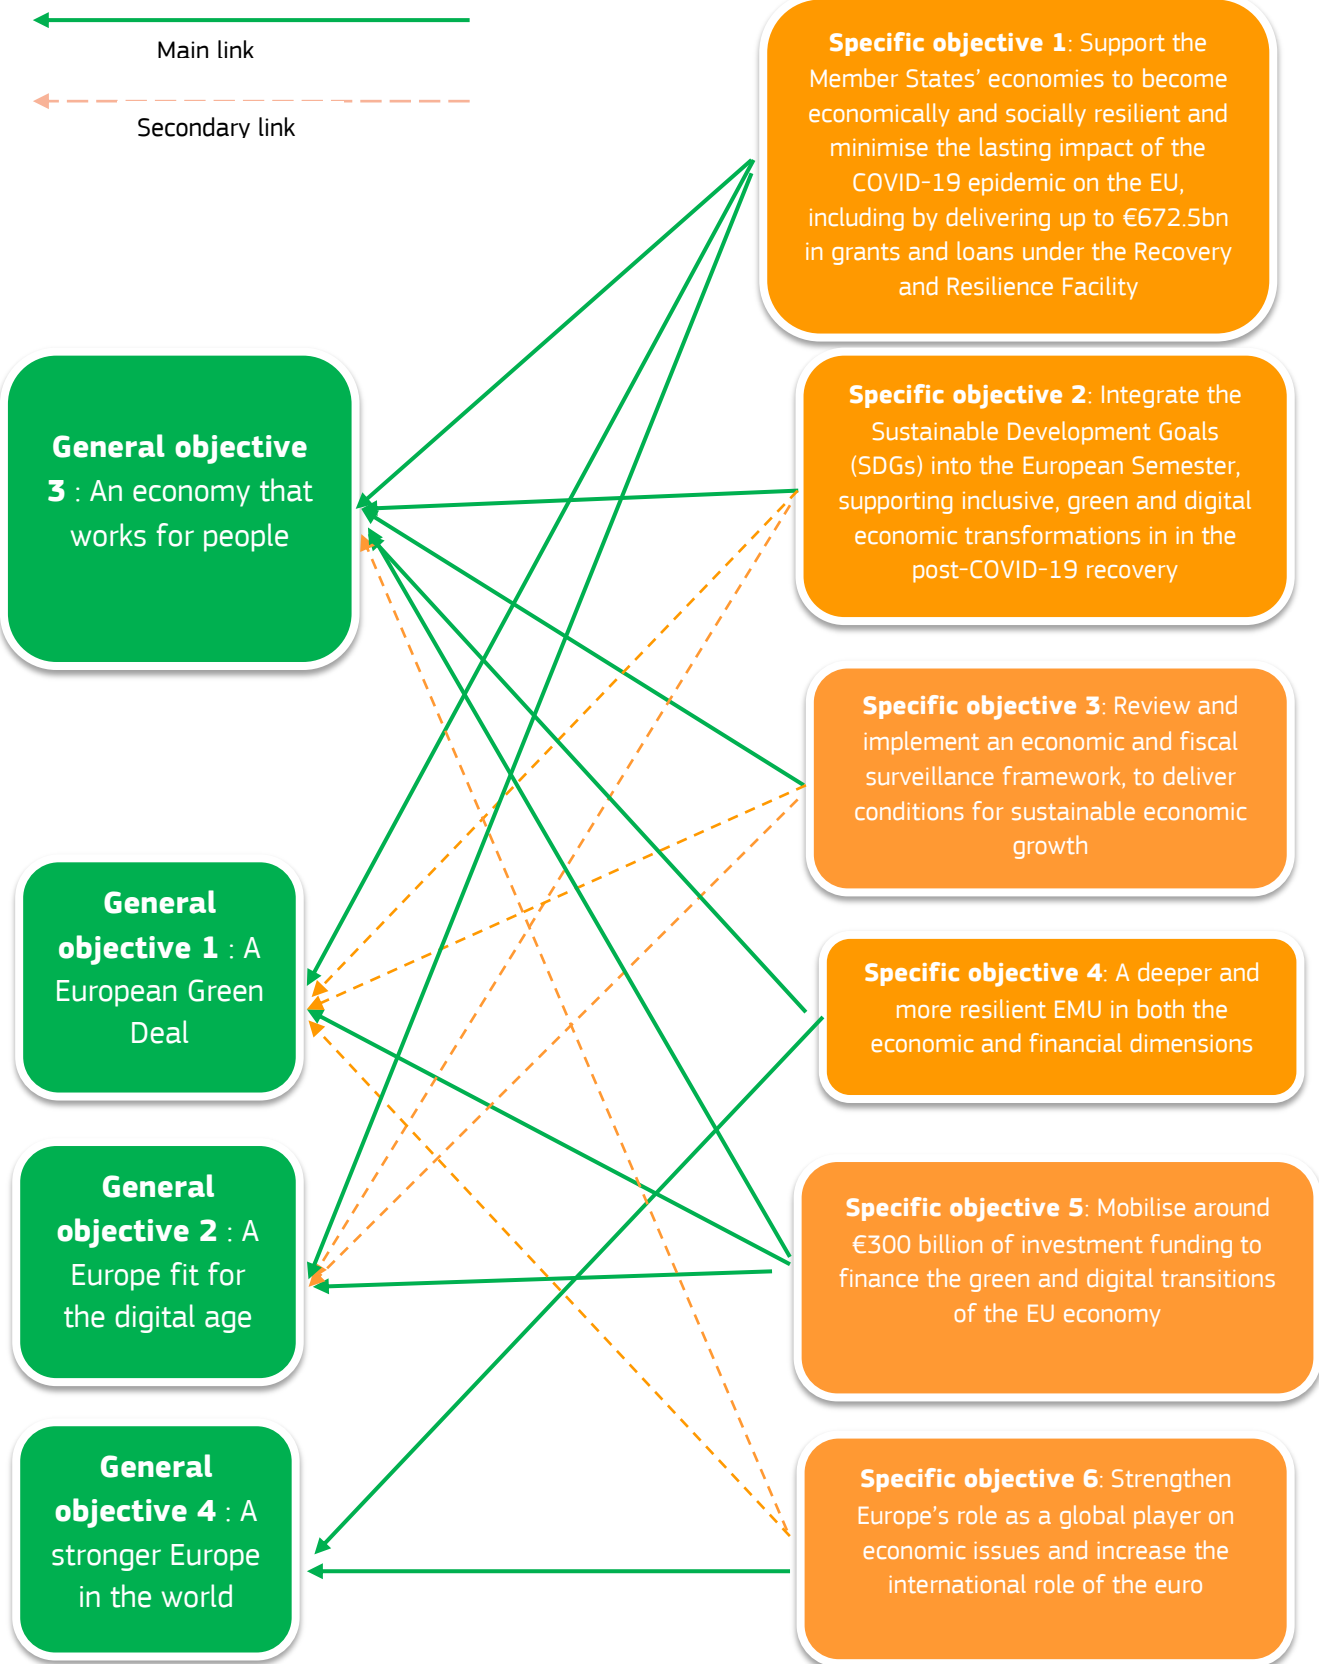 Main link
Secondary link
General objective
3 : An economy that
works for people
General
objective 1 : A
European Green
Deal
General
objective 2 : A
Europe fit for
the digital age
General
objective 4 : A
stronger Europe
in the world
Specific objective 1: Support the
Member States’ economies to become
economically and socially resilient and
minimise the lasting impact of the
COVID-19 epidemic on the EU,
including by delivering up to €672.5bn
in grants and loans under the Recovery
and Resilience Facility
Specific objective 2: Integrate the
Sustainable Development Goals
(SDGs) into the European Semester,
supporting inclusive, green and digital
economic transformations in in the
post-COVID-19 recovery
Specific objective 3: Review and
implement an economic and fiscal
surveillance framework, to deliver
conditions for sustainable economic
growth
Specific objective 4: A deeper and
more resilient EMU in both the
economic and financial dimensions
Specific objective 5: Mobilise around
€300 billion of investment funding to
finance the green and digital transitions
of the EU economy
Specific objective 6: Strengthen
Europe’s role as a global player on
economic issues and increase the
international role of the euro